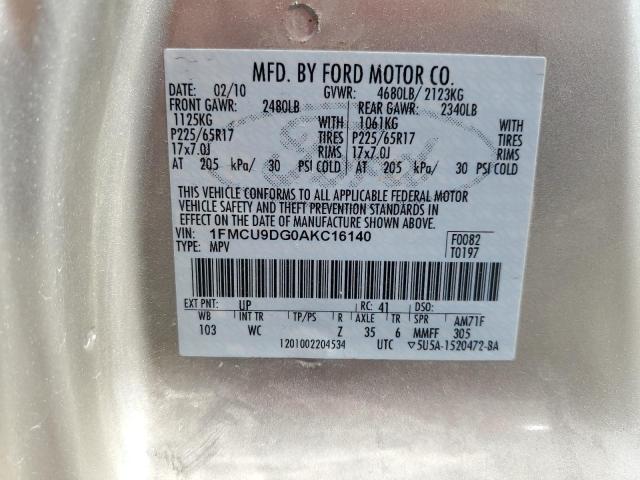 MFD. BY FORD MOTOR CO.
DATE: 02/10 GVWR: 4680LB/ 2123KG
FRONT GAWR: 2480LB REAR GAWR: 2340LB
1125KG WITH 1061KG WITH
P225/65R17 TIRES P225/65R17 TIRES
17x7.0J RIMS 17x7.0J RIMS
AT 205 kPa/ 30 PSI COLD AT 205 kPa/ 30 PSI COLD
THIS VEHICLE CONFORMS TO ALL APPLICABLE FEDERAL MOTOR
VEHICLE SAFETY AND THEFT PREVENTION STANDARDS IN
EFFECT ON THE DATE OF MANUFACTURE SHOWN ABOVE.
VIN: 1FMCU9DG0AKC16140 F0082
TYPE: MPV T0197
EXT PNT: UP RC: 41 DSO:
WB INT TR TP/PS R AXLE TR SPR AM71F
103 WC Z 35 6 MMFF 305
1201002204534 UTC ▽5U5A-1520472-BA
Ford